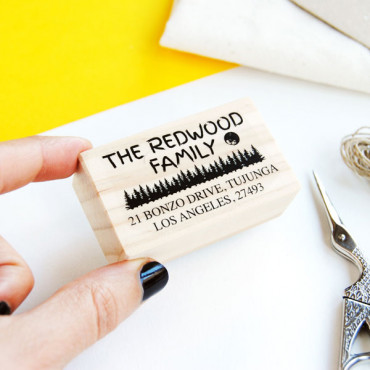 THE REDWOOD
FAMILY
21 BONZO DRIVE, TUJUNGA
LOS ANGELES, 27493